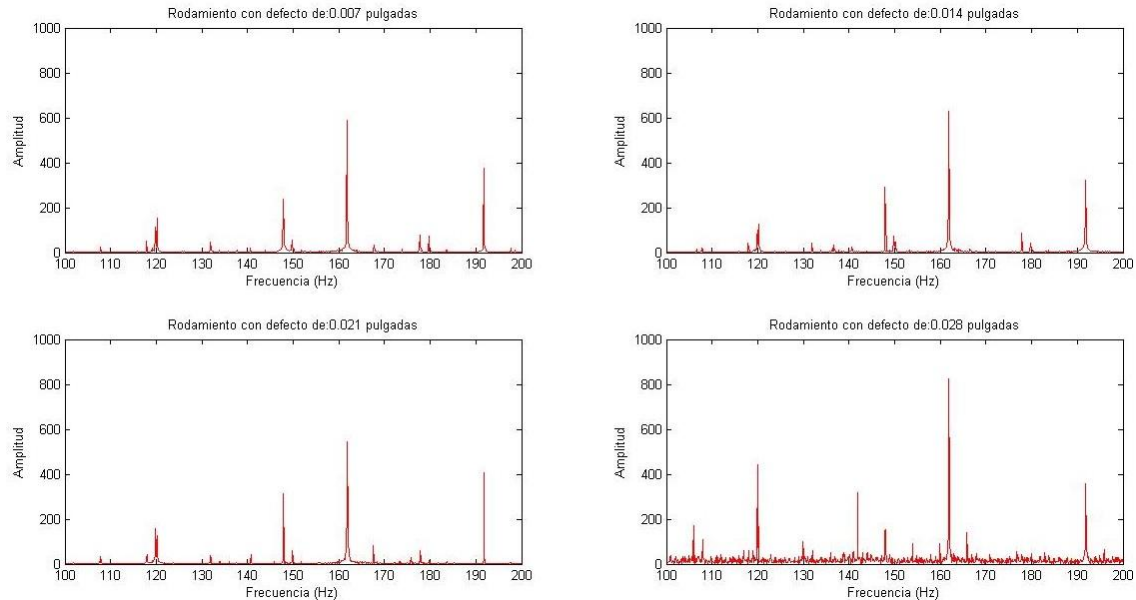 Rodamiento con defecto de:0.007 pulgadas
1000
800
600
400
200
0
Amplitud
100 110 120 130 140 150 160 170 180 190 200
Frecuencia (Hz)
Rodamiento con defecto de:0.014 pulgadas
1000
800
600
400
200
0
Amplitud
100 110 120 130 140 150 160 170 180 190 200
Frecuencia (Hz)
Rodamiento con defecto de:0.021 pulgadas
1000
800
600
400
200
0
Amplitud
100 110 120 130 140 150 160 170 180 190 200
Frecuencia (Hz)
Rodamiento con defecto de:0.028 pulgadas
1000
800
600
400
200
0
Amplitud
100 110 120 130 140 150 160 170 180 190 200
Frecuencia (Hz)